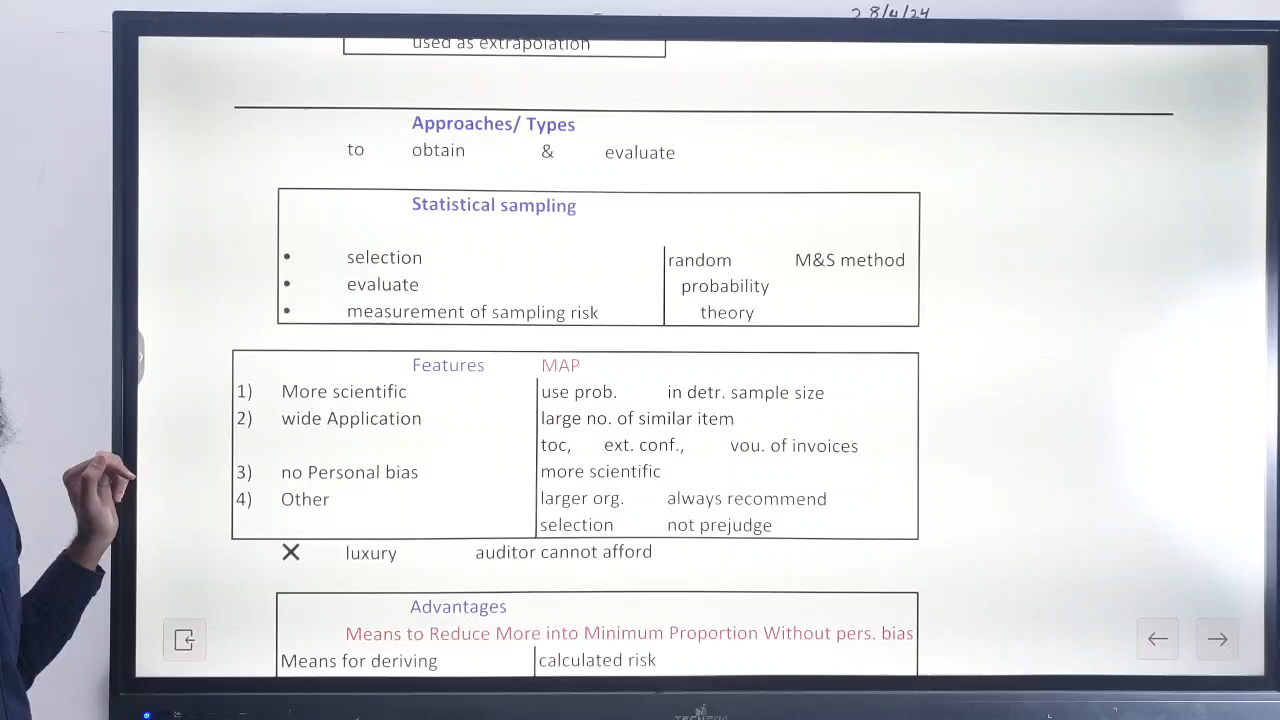 28/4/24
used as extrapolation
Approaches/ Types
to obtain & evaluate
Statistical sampling
• selection random M&S method
• evaluate probability
• measurement of sampling risk theory
Features MAP
1) More scientific use prob. in detr. sample size
2) wide Application large no. of similar item
toc, ext. conf., vou. of invoices
3) no Personal bias more scientific
4) Other larger org. always recommend
selection not prejudge
✕ luxury auditor cannot afford
Advantages
Means to Reduce More into Minimum Proportion Without pers. bias
Means for deriving calculated risk